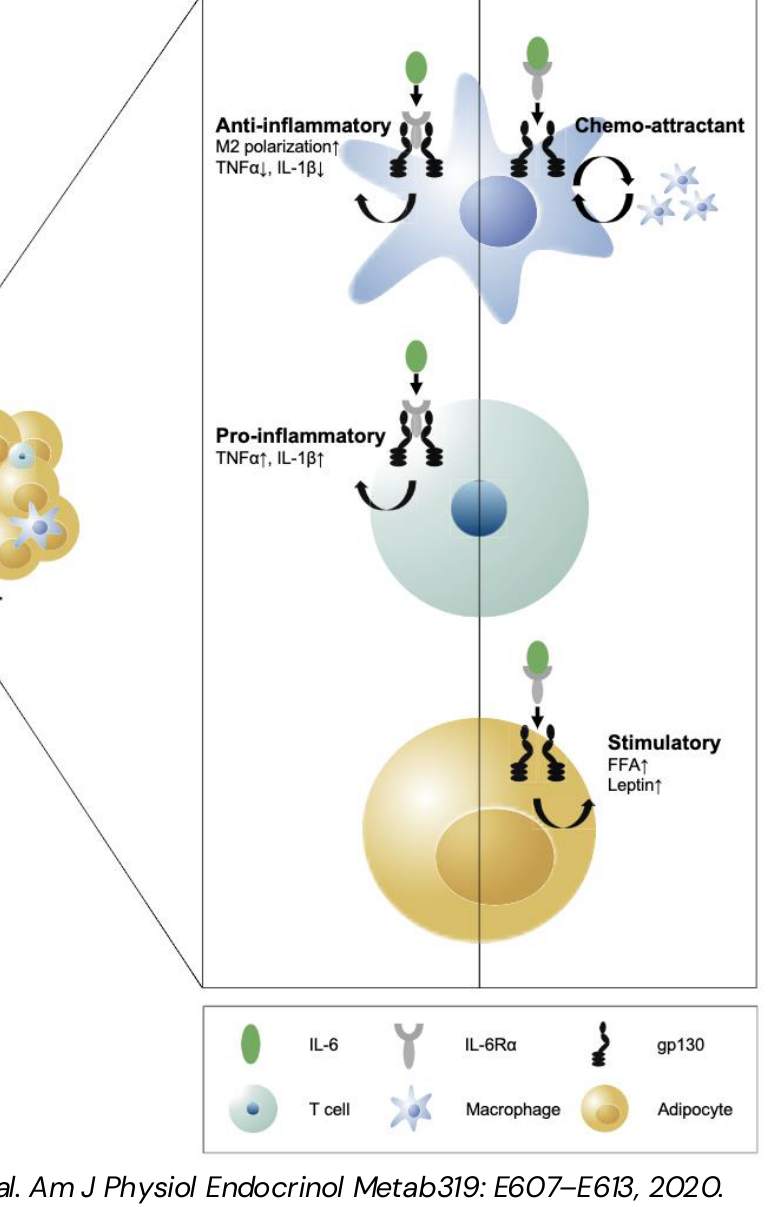 Anti-inflammatory
M2 polarization↑
TNFα↓, IL-1β↓
Chemo-attractant
Pro-inflammatory
TNFα↑, IL-1β↑
Stimulatory
FFA↑
Leptin↑
IL-6
IL-6Rα
gp130
T cell
Macrophage
Adipocyte
al. Am J Physiol Endocrinol Metab319: E607–E613, 2020.